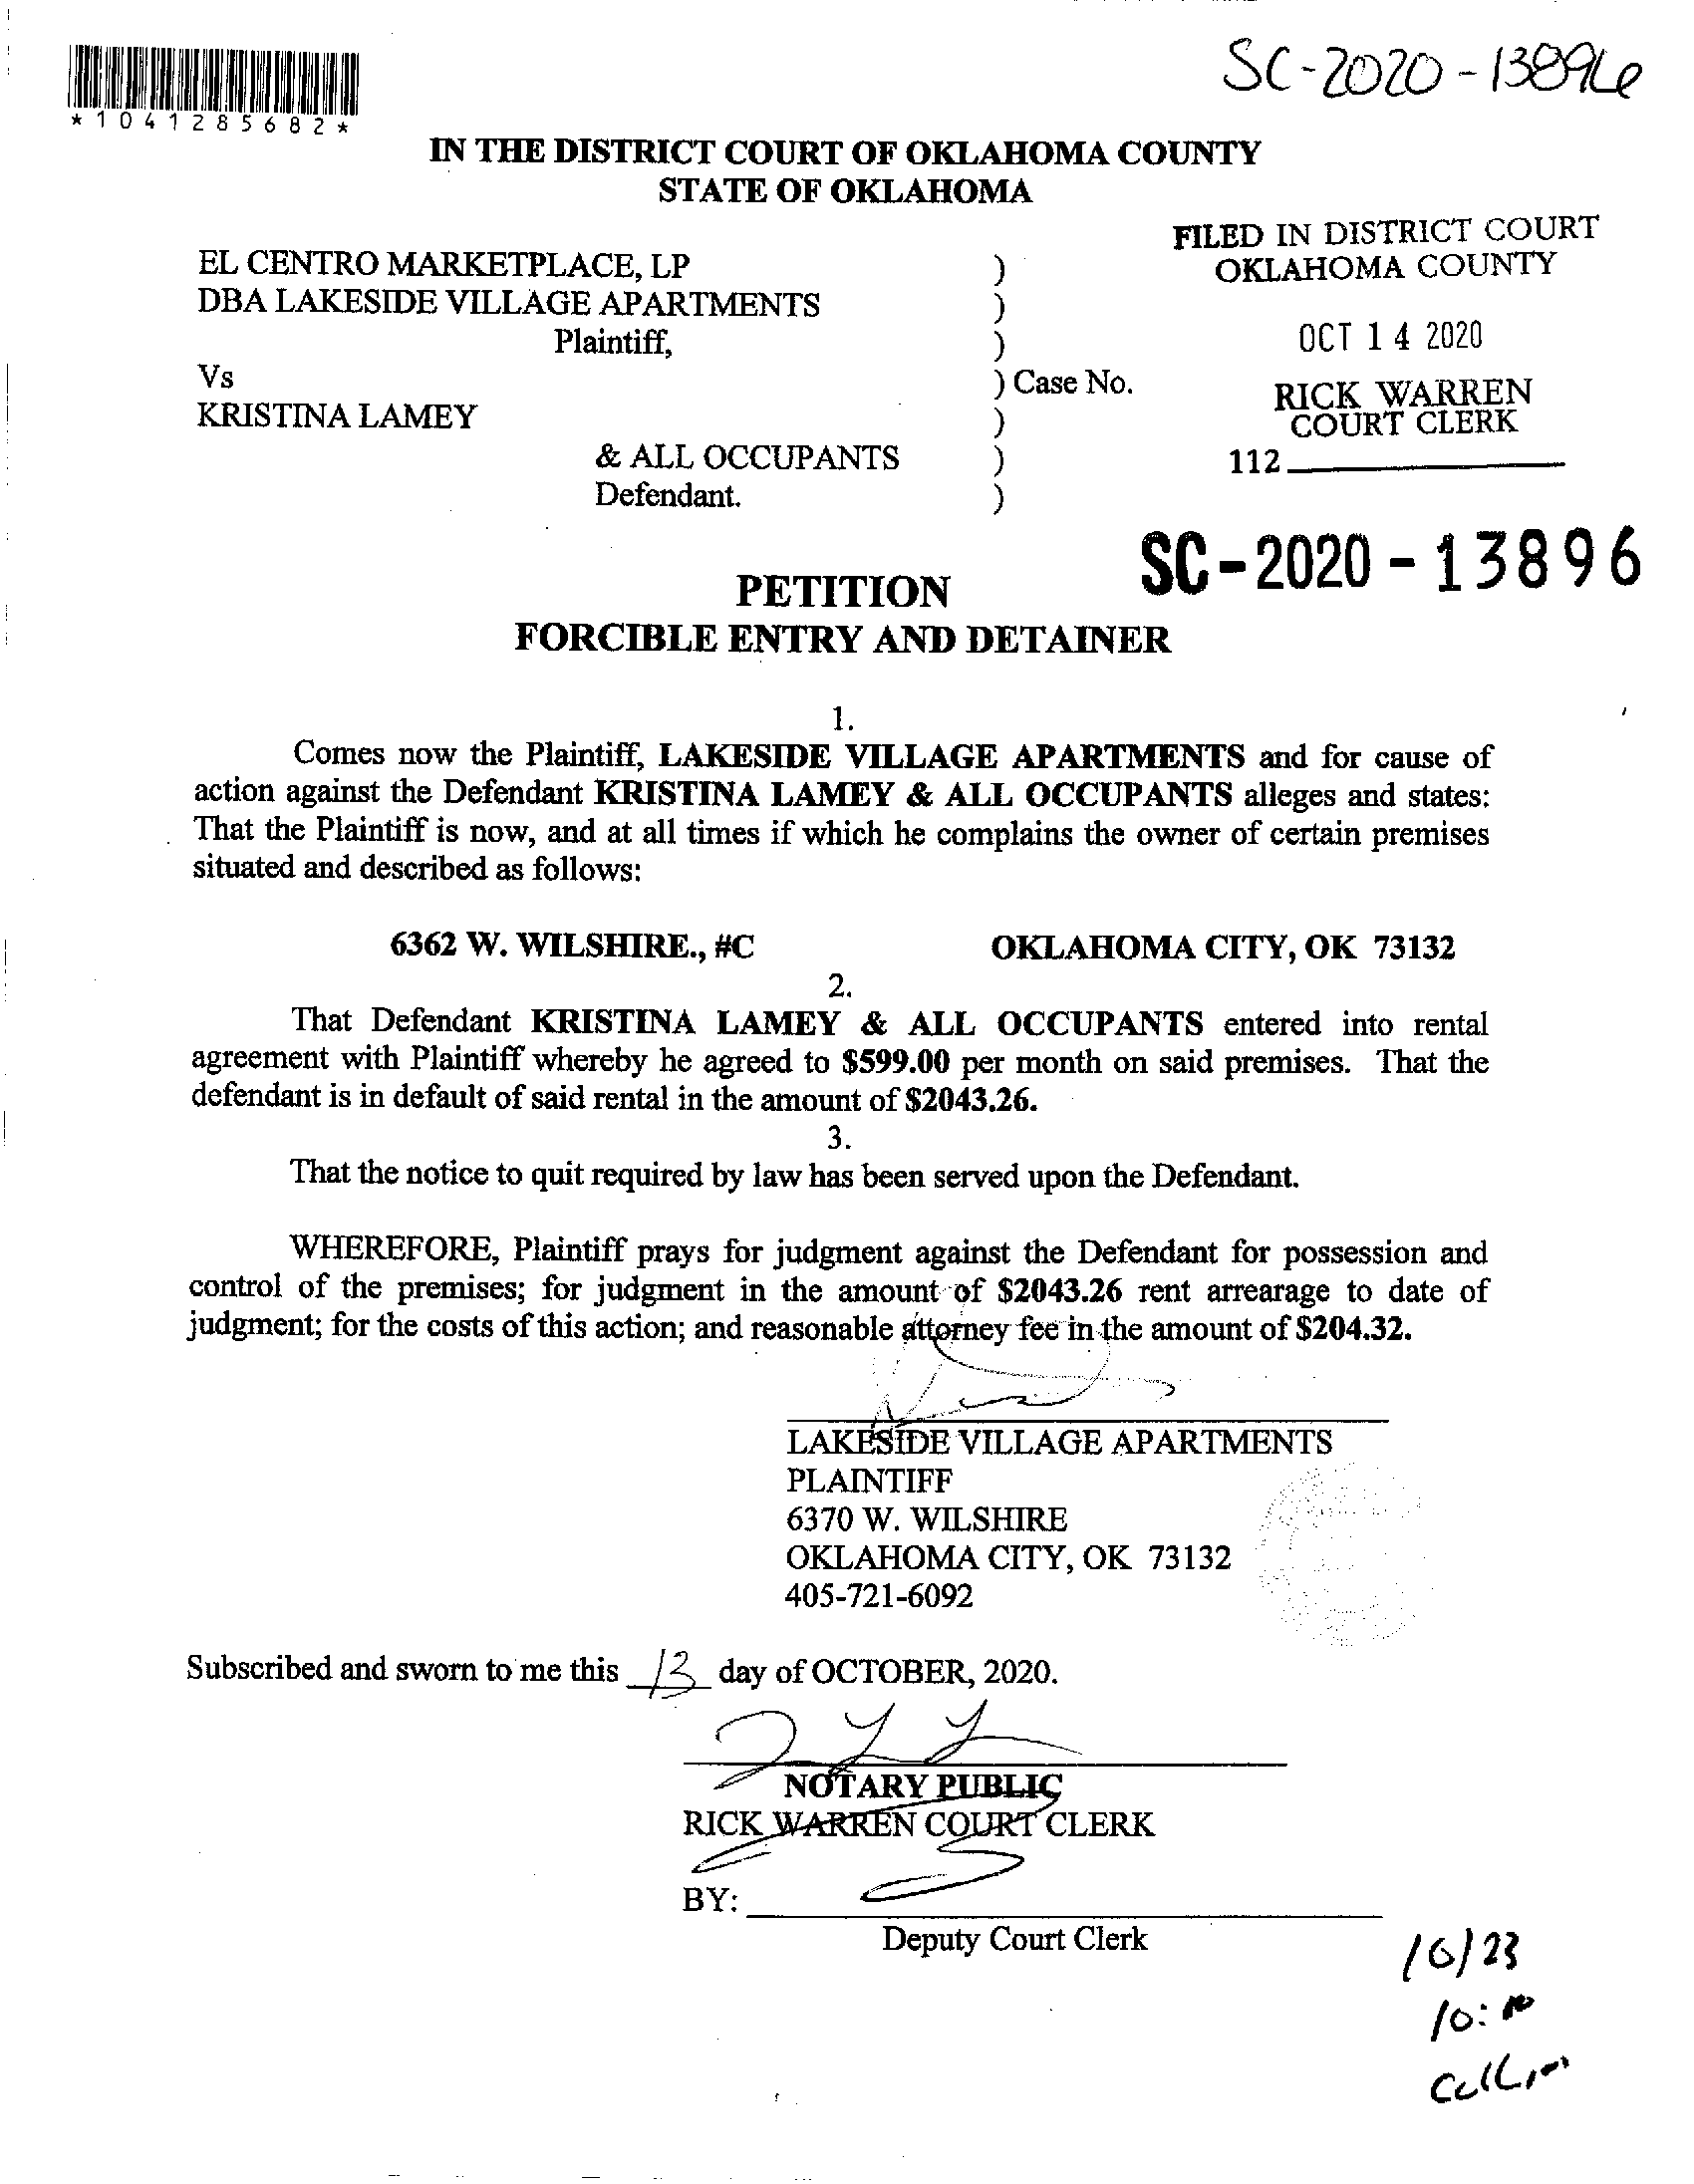 SC-2020-13896
*1041285682*
IN THE DISTRICT COURT OF OKLAHOMA COUNTY
STATE OF OKLAHOMA
FILED IN DISTRICT COURT
OKLAHOMA COUNTY
EL CENTRO MARKETPLACE, LP )
DBA LAKESIDE VILLAGE APARTMENTS )
Plaintiff, )
OCT 14 2020
Vs ) Case No.
RICK WARREN
COURT CLERK
KRISTINA LAMEY )
& ALL OCCUPANTS )
112
Defendant. )
SC-2020-13896
PETITION
FORCIBLE ENTRY AND DETAINER
1.
Comes now the Plaintiff, LAKESIDE VILLAGE APARTMENTS and for cause of
action against the Defendant KRISTINA LAMEY & ALL OCCUPANTS alleges and states:
That the Plaintiff is now, and at all times if which he complains the owner of certain premises
situated and described as follows:
6362 W. WILSHIRE., #C OKLAHOMA CITY, OK 73132
2.
That Defendant KRISTINA LAMEY & ALL OCCUPANTS entered into rental
agreement with Plaintiff whereby he agreed to $599.00 per month on said premises. That the
defendant is in default of said rental in the amount of $2043.26.
3.
That the notice to quit required by law has been served upon the Defendant.
WHEREFORE, Plaintiff prays for judgment against the Defendant for possession and
control of the premises; for judgment in the amount of $2043.26 rent arrearage to date of
judgment; for the costs of this action; and reasonable attorney fee in the amount of $204.32.
LAKESIDE VILLAGE APARTMENTS
PLAINTIFF
6370 W. WILSHIRE
OKLAHOMA CITY, OK 73132
405-721-6092
Subscribed and sworn to me this 13 day of OCTOBER, 2020.
NOTARY PUBLIC
RICK WARREN COURT CLERK
BY:
Deputy Court Clerk
10/23
10: